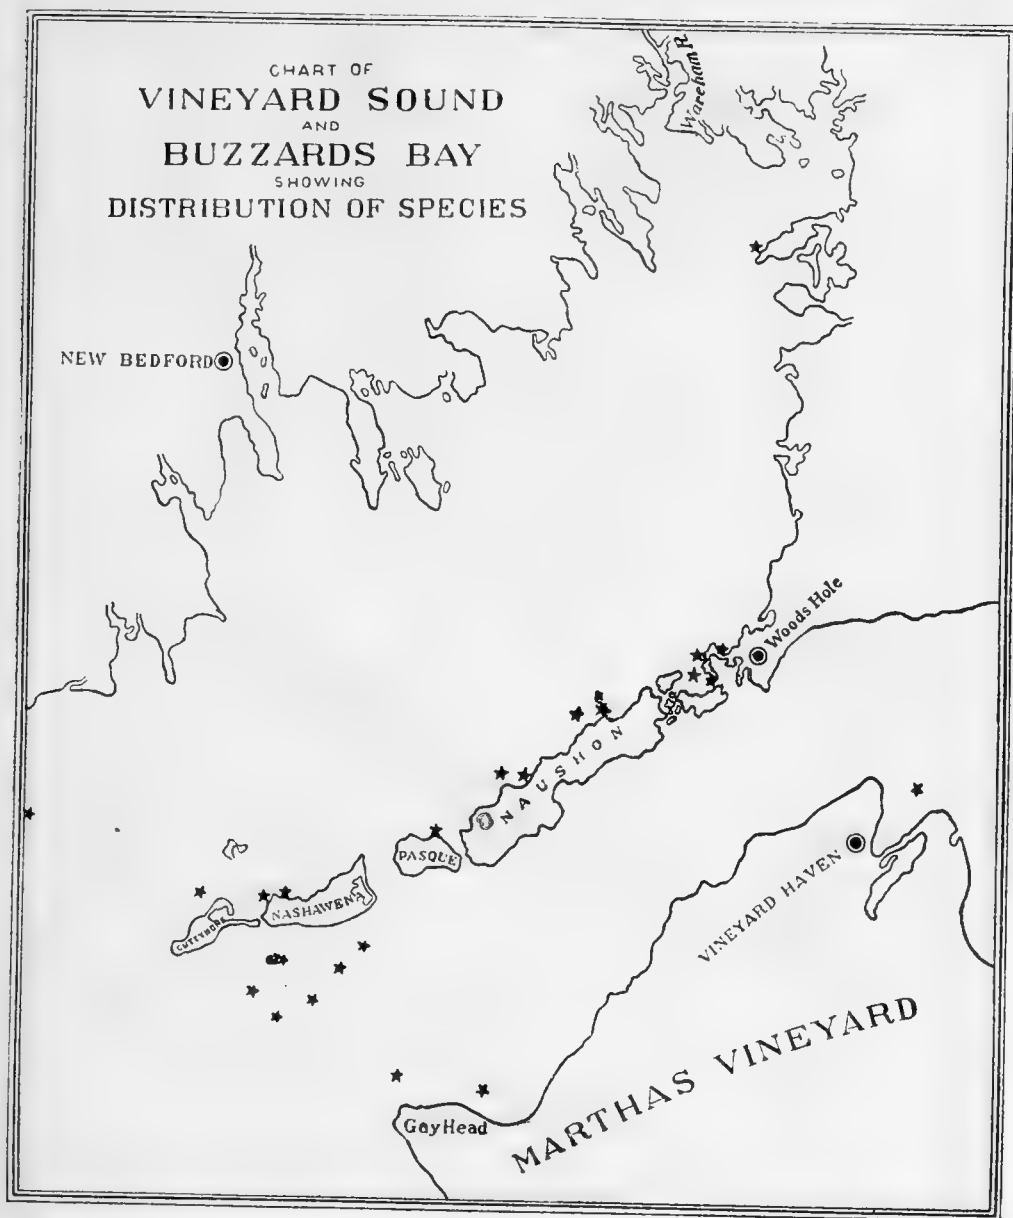 CHART OF
VINEYARD SOUND
AND
BUZZARDS BAY
SHOWING
DISTRIBUTION OF SPECIES
Wareham R.
NEW BEDFORD
Woods Hole
NAUSHON
PASQUE
NASHAWENA
CUTTYHUNK
VINEYARD HAVEN
MARTHAS VINEYARD
Gay Head